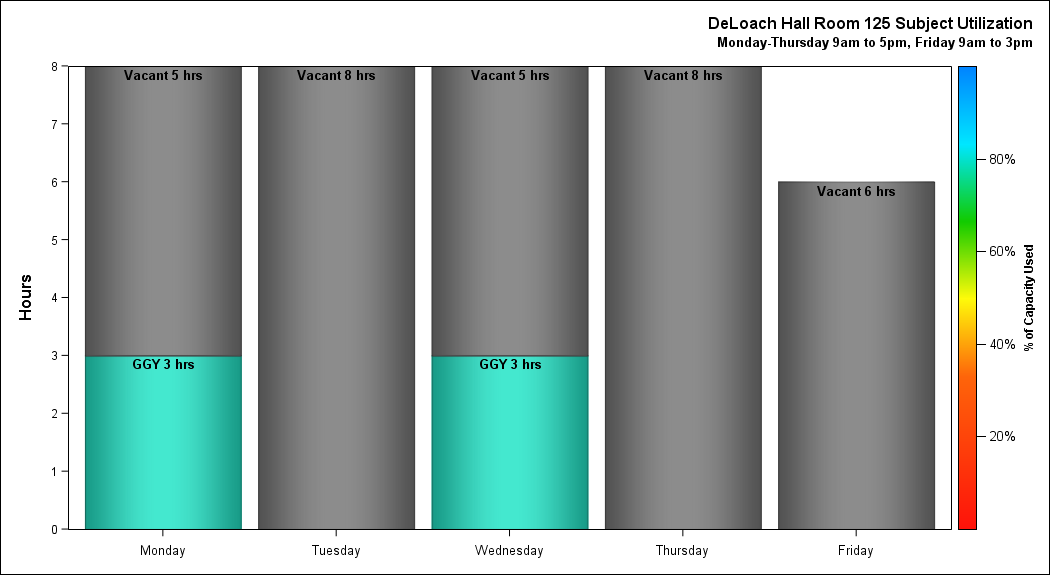 DeLoach Hall Room 125 Subject Utilization
Monday-Thursday 9am to 5pm, Friday 9am to 3pm
8
7
6
5
4
3
2
1
0
Hours
Vacant 5 hrs
Vacant 8 hrs
Vacant 5 hrs
Vacant 8 hrs
Vacant 6 hrs
GGY 3 hrs
GGY 3 hrs
Monday
Tuesday
Wednesday
Thursday
Friday
80%
60%
40%
20%
% of Capacity Used